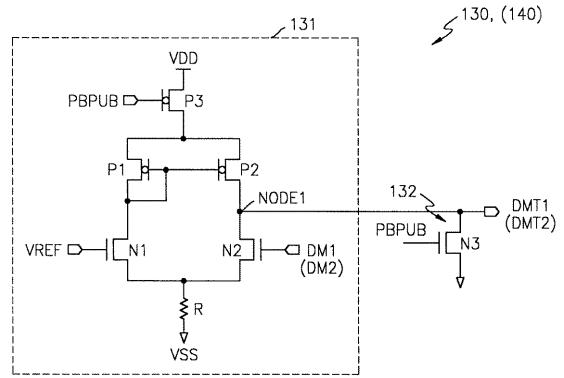 130, (140)
131
VDD
PBPUB
P3
P1
P2
NODE1
132
DMT1
(DMT2)
PBPUB
N3
VREF
N1
N2
DM1
(DM2)
R
VSS